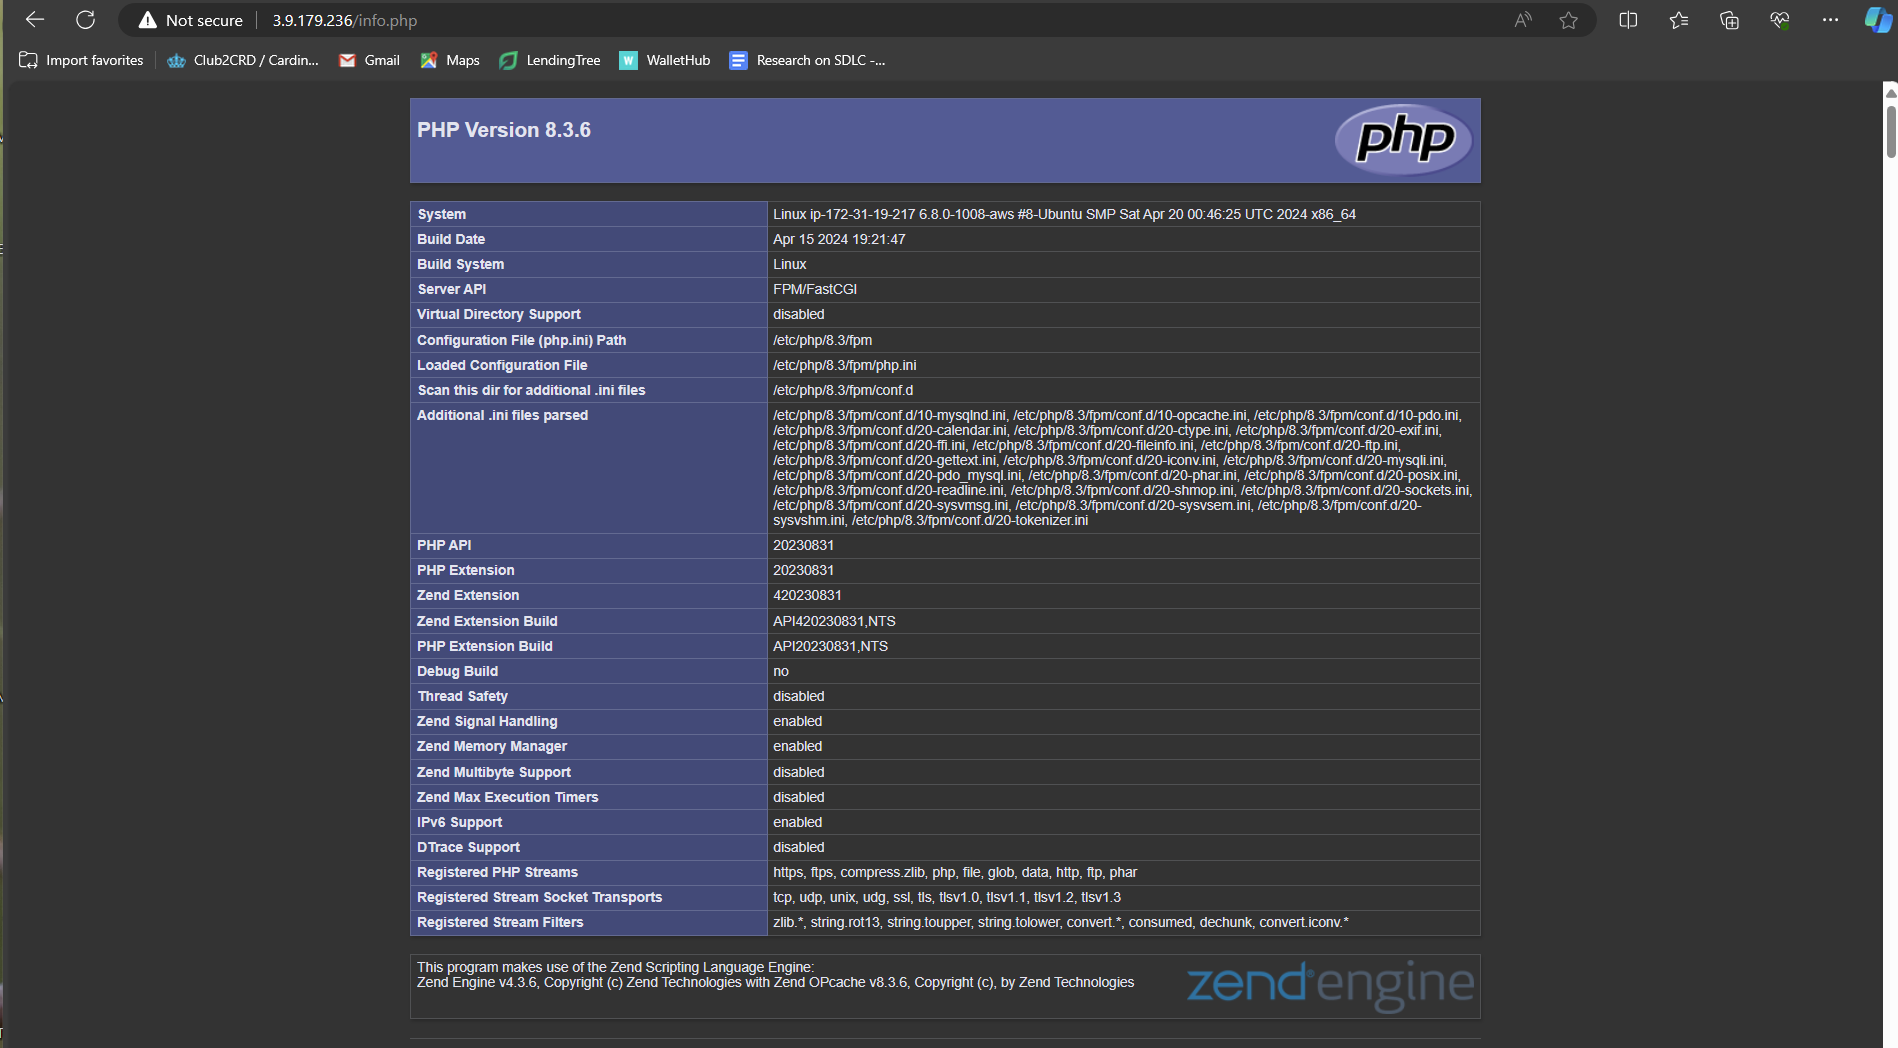 Not secure 3.9.179.236/info.php
Import favorites Club2CRD / Cardin... Gmail Maps LendingTree WalletHub Research on SDLC -...
PHP Version 8.3.6
php
System Linux ip-172-31-19-217 6.8.0-1008-aws #8-Ubuntu SMP Sat Apr 20 00:46:25 UTC 2024 x86_64
Build Date Apr 15 2024 19:21:47
Build System Linux
Server API FPM/FastCGI
Virtual Directory Support disabled
Configuration File (php.ini) Path /etc/php/8.3/fpm
Loaded Configuration File /etc/php/8.3/fpm/php.ini
Scan this dir for additional .ini files /etc/php/8.3/fpm/conf.d
Additional .ini files parsed /etc/php/8.3/fpm/conf.d/10-mysqlnd.ini, /etc/php/8.3/fpm/conf.d/10-opcache.ini, /etc/php/8.3/fpm/conf.d/10-pdo.ini,
/etc/php/8.3/fpm/conf.d/20-calendar.ini, /etc/php/8.3/fpm/conf.d/20-ctype.ini, /etc/php/8.3/fpm/conf.d/20-exif.ini,
/etc/php/8.3/fpm/conf.d/20-ffi.ini, /etc/php/8.3/fpm/conf.d/20-fileinfo.ini, /etc/php/8.3/fpm/conf.d/20-ftp.ini,
/etc/php/8.3/fpm/conf.d/20-gettext.ini, /etc/php/8.3/fpm/conf.d/20-iconv.ini, /etc/php/8.3/fpm/conf.d/20-mysqli.ini,
/etc/php/8.3/fpm/conf.d/20-pdo_mysql.ini, /etc/php/8.3/fpm/conf.d/20-phar.ini, /etc/php/8.3/fpm/conf.d/20-posix.ini,
/etc/php/8.3/fpm/conf.d/20-readline.ini, /etc/php/8.3/fpm/conf.d/20-shmop.ini, /etc/php/8.3/fpm/conf.d/20-sockets.ini,
/etc/php/8.3/fpm/conf.d/20-sysvmsg.ini, /etc/php/8.3/fpm/conf.d/20-sysvsem.ini, /etc/php/8.3/fpm/conf.d/20-
sysvshm.ini, /etc/php/8.3/fpm/conf.d/20-tokenizer.ini
PHP API 20230831
PHP Extension 20230831
Zend Extension 420230831
Zend Extension Build API420230831,NTS
PHP Extension Build API20230831,NTS
Debug Build no
Thread Safety disabled
Zend Signal Handling enabled
Zend Memory Manager enabled
Zend Multibyte Support disabled
Zend Max Execution Timers disabled
IPv6 Support enabled
DTrace Support disabled
Registered PHP Streams https, ftps, compress.zlib, php, file, glob, data, http, ftp, phar
Registered Stream Socket Transports tcp, udp, unix, udg, ssl, tls, tlsv1.0, tlsv1.1, tlsv1.2, tlsv1.3
Registered Stream Filters zlib.*, string.rot13, string.toupper, string.tolower, convert.*, consumed, dechunk, convert.iconv.*
This program makes use of the Zend Scripting Language Engine:
Zend Engine v4.3.6, Copyright (c) Zend Technologies with Zend OPcache v8.3.6, Copyright (c), by Zend Technologies
zend® engine